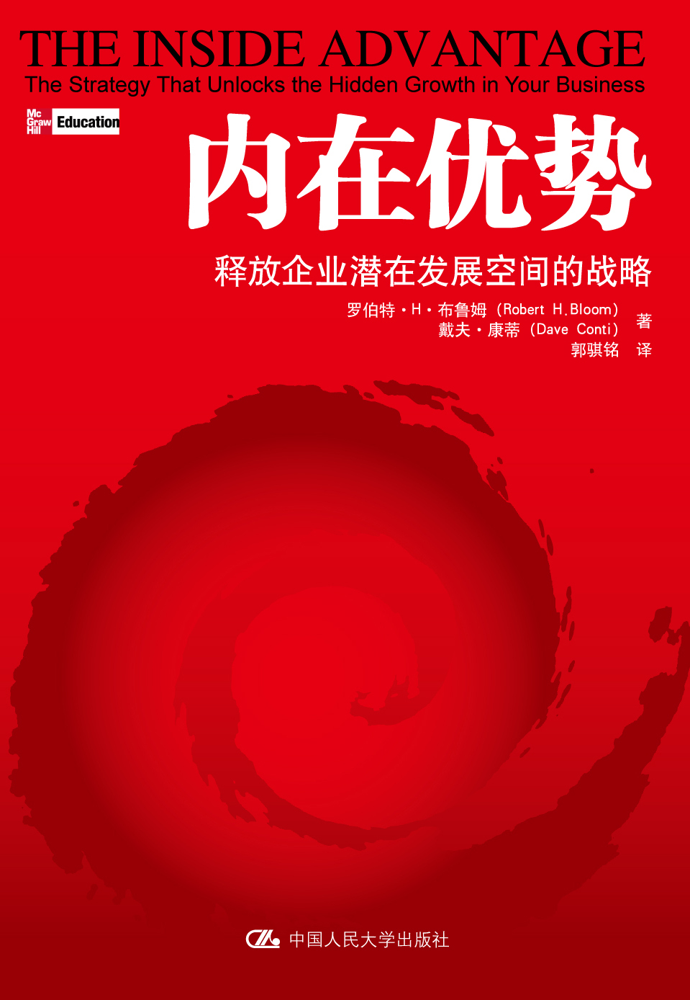 THE INSIDE ADVANTAGE
The Strategy That Unlocks the Hidden Growth in Your Business
Mc
Graw
Hill
Education
内在优势
释放企业潜在发展空间的战略
罗伯特·H·布鲁姆（Robert H.Bloom）
戴夫·康蒂（Dave Conti）
著
郭骐铭 译
中国人民大学出版社